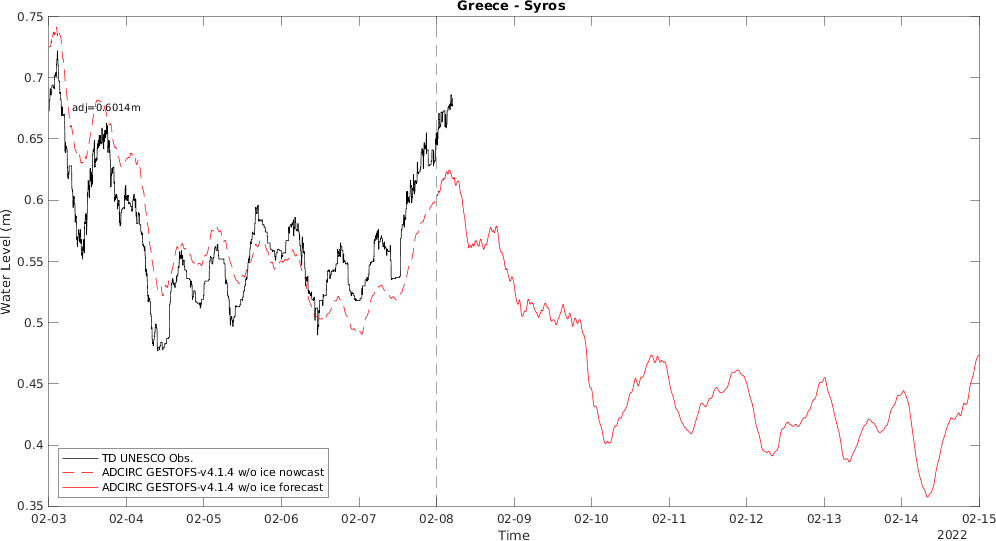 Greece - Syros
0.75
0.7
0.65
0.6
0.55
0.5
0.45
0.4
0.35
Water Level (m)
adj=0.6014m
TD UNESCO Obs.
ADCIRC GESTOFS-v4.1.4 w/o ice nowcast
ADCIRC GESTOFS-v4.1.4 w/o ice forecast
02-03 02-04 02-05 02-06 02-07 02-08 02-09 02-10 02-11 02-12 02-13 02-14 02-15
Time
2022